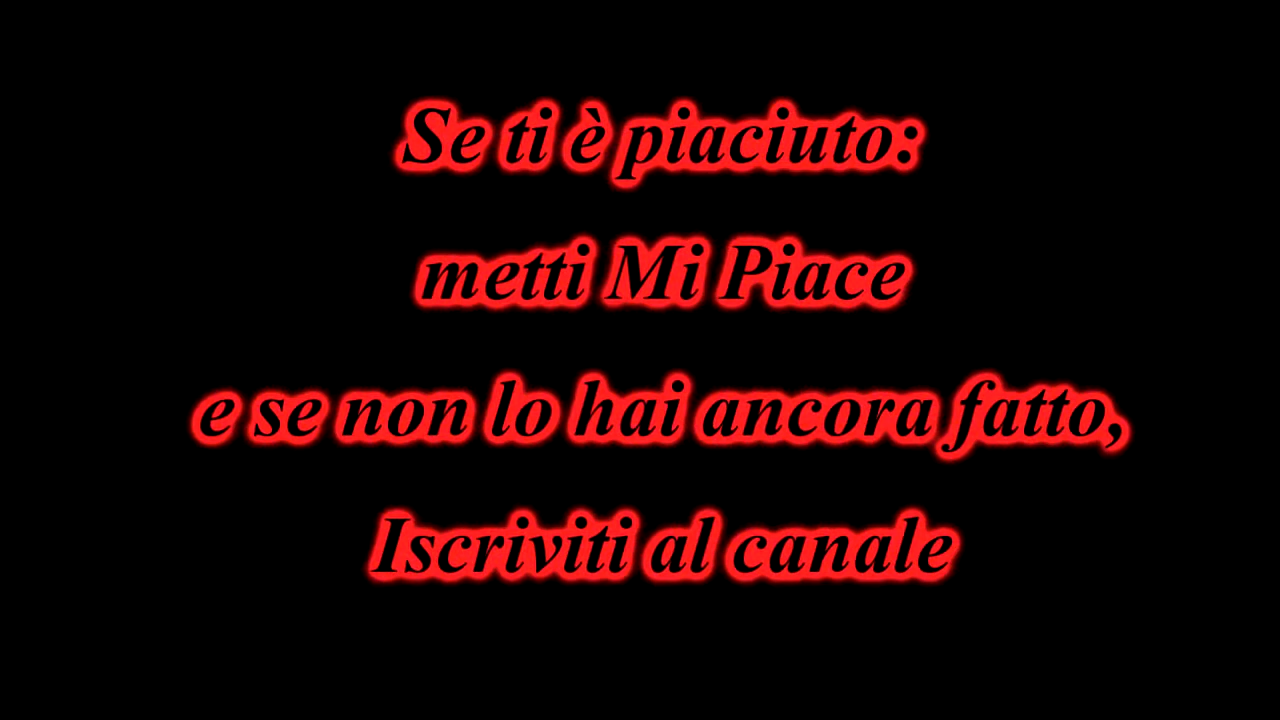 Se ti è piaciuto:
metti Mi Piace
e se non lo hai ancora fatto,
Iscriviti al canale